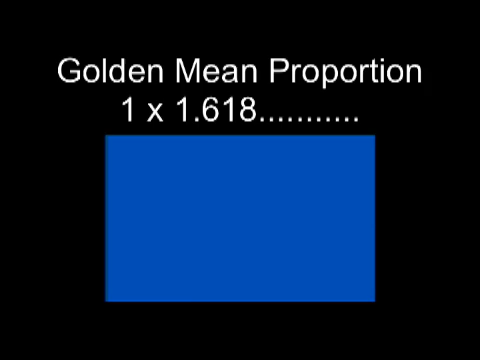 Golden Mean Proportion
1 x 1.618...........